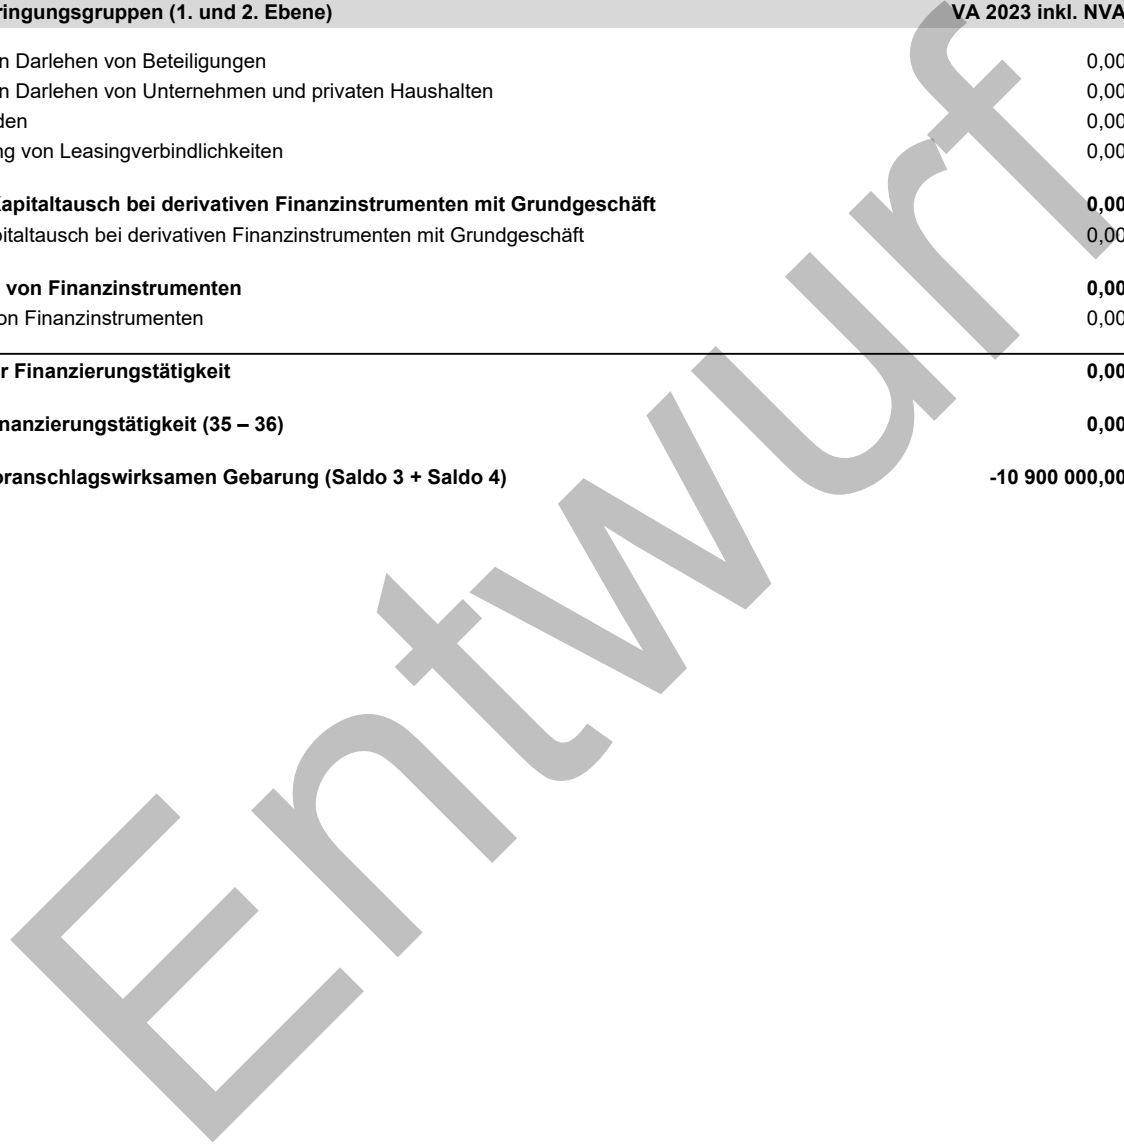 ringungsgruppen (1. und 2. Ebene) VA 2023 inkl. NVA
n Darlehen von Beteiligungen 0,00
n Darlehen von Unternehmen und privaten Haushalten 0,00
den 0,00
ng von Leasingverbindlichkeiten 0,00
Kapitaltausch bei derivativen Finanzinstrumenten mit Grundgeschäft 0,00
pitaltausch bei derivativen Finanzinstrumenten mit Grundgeschäft 0,00
von Finanzinstrumenten 0,00
on Finanzinstrumenten 0,00
r Finanzierungstätigkeit 0,00
nanzierungstätigkeit (35 – 36) 0,00
oranschlagswirksamen Gebarung (Saldo 3 + Saldo 4) -10 900 000,00
Entwurf